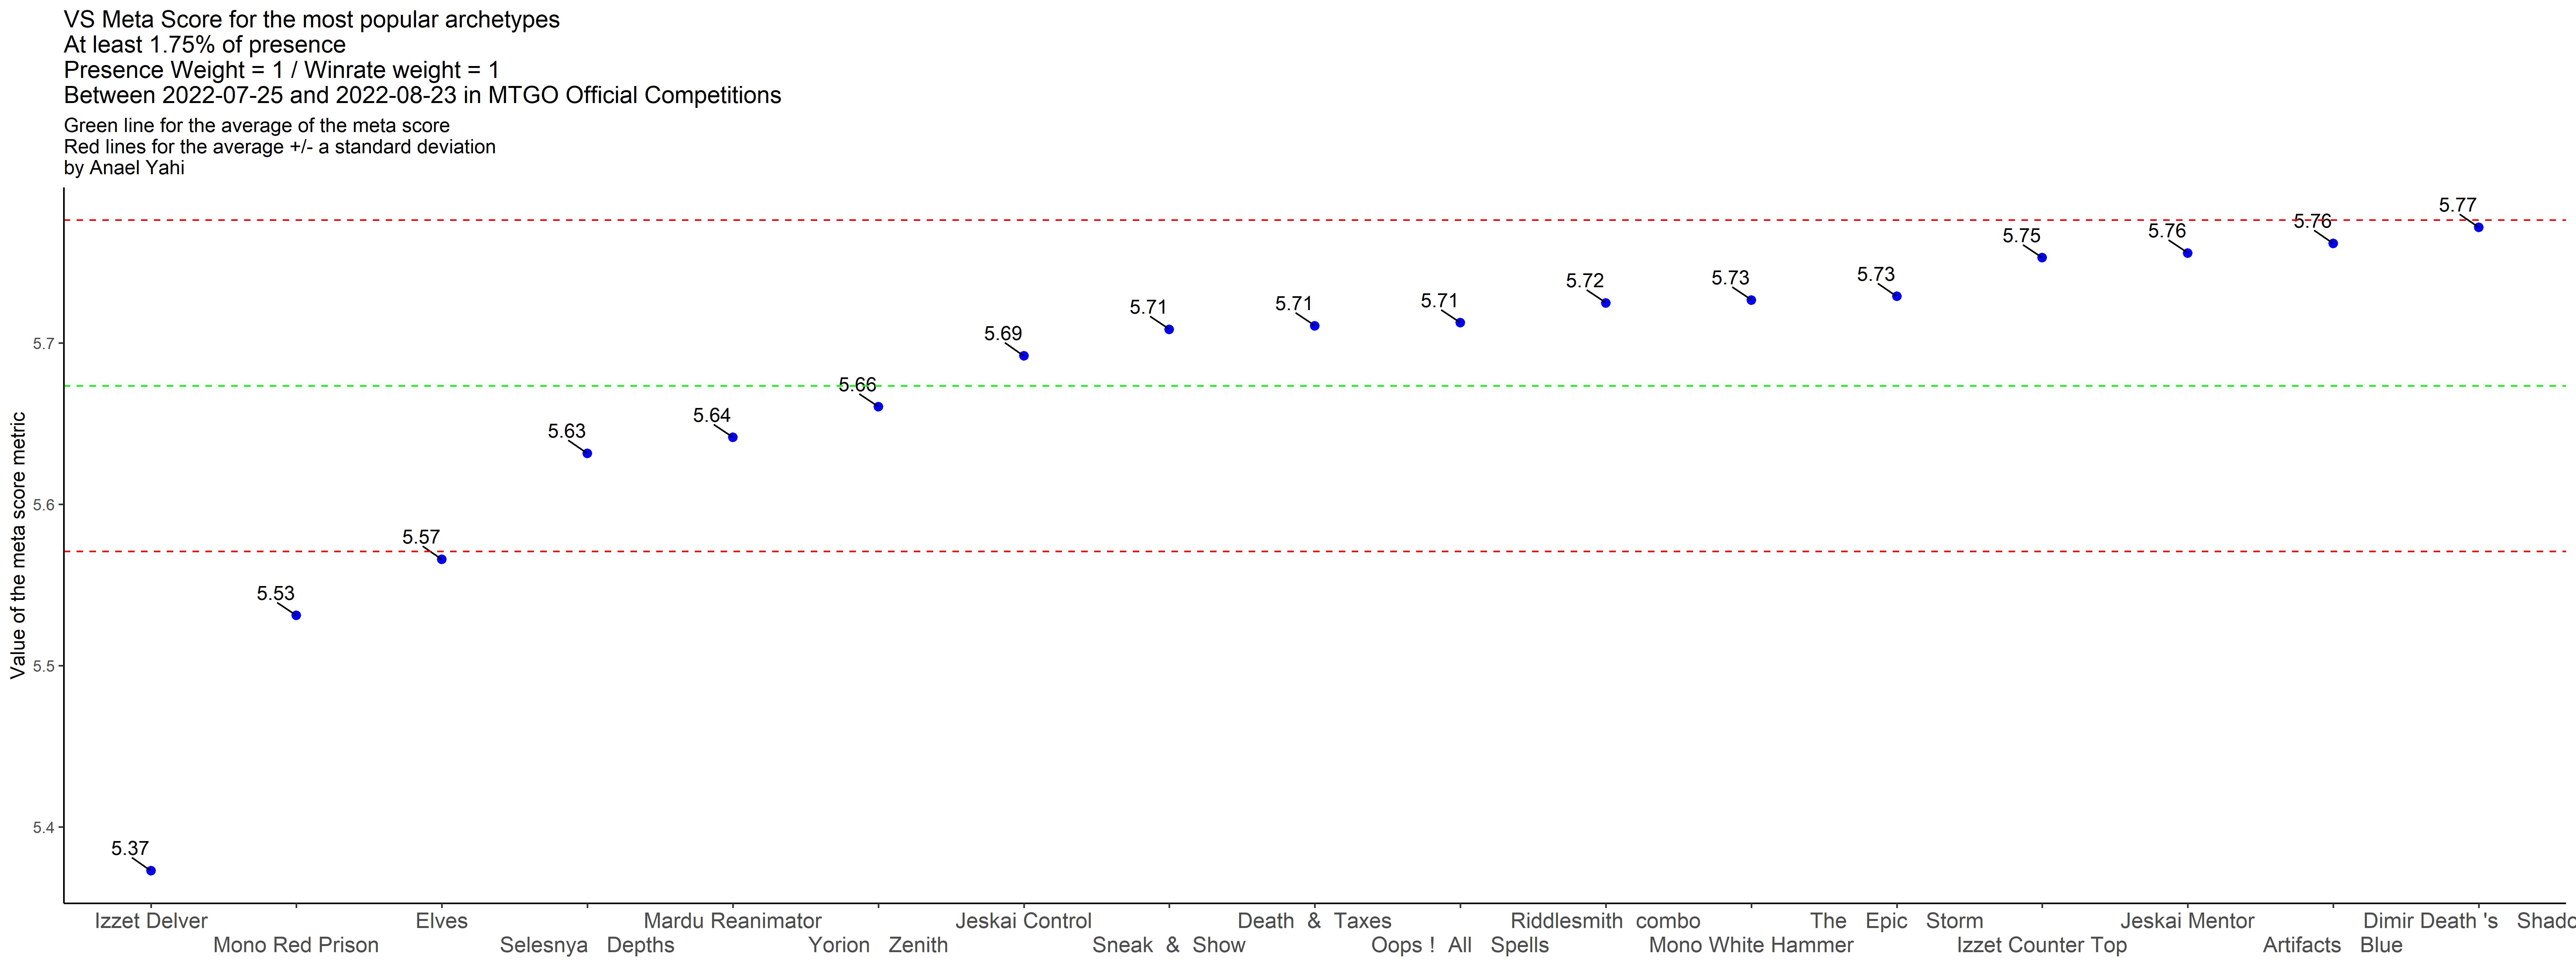 VS Meta Score for the most popular archetypes
At least 1.75% of presence
Presence Weight = 1 / Winrate weight = 1
Between 2022-07-25 and 2022-08-23 in MTGO Official Competitions
Green line for the average of the meta score
Red lines for the average +/- a standard deviation
by Anael Yahi
Value of the meta score metric
5.7
5.6
5.5
5.4
5.37
5.53
5.57
5.63
5.64
5.66
5.69
5.71
5.71
5.71
5.72
5.73
5.73
5.75
5.76
5.76
5.77
Izzet Delver
Mono Red Prison
Elves
Selesnya Depths
Mardu Reanimator
Yorion Zenith
Jeskai Control
Sneak & Show
Death & Taxes
Oops ! All Spells
Riddlesmith combo
Mono White Hammer
The Epic Storm
Izzet Counter Top
Jeskai Mentor
Artifacts Blue
Dimir Death 's